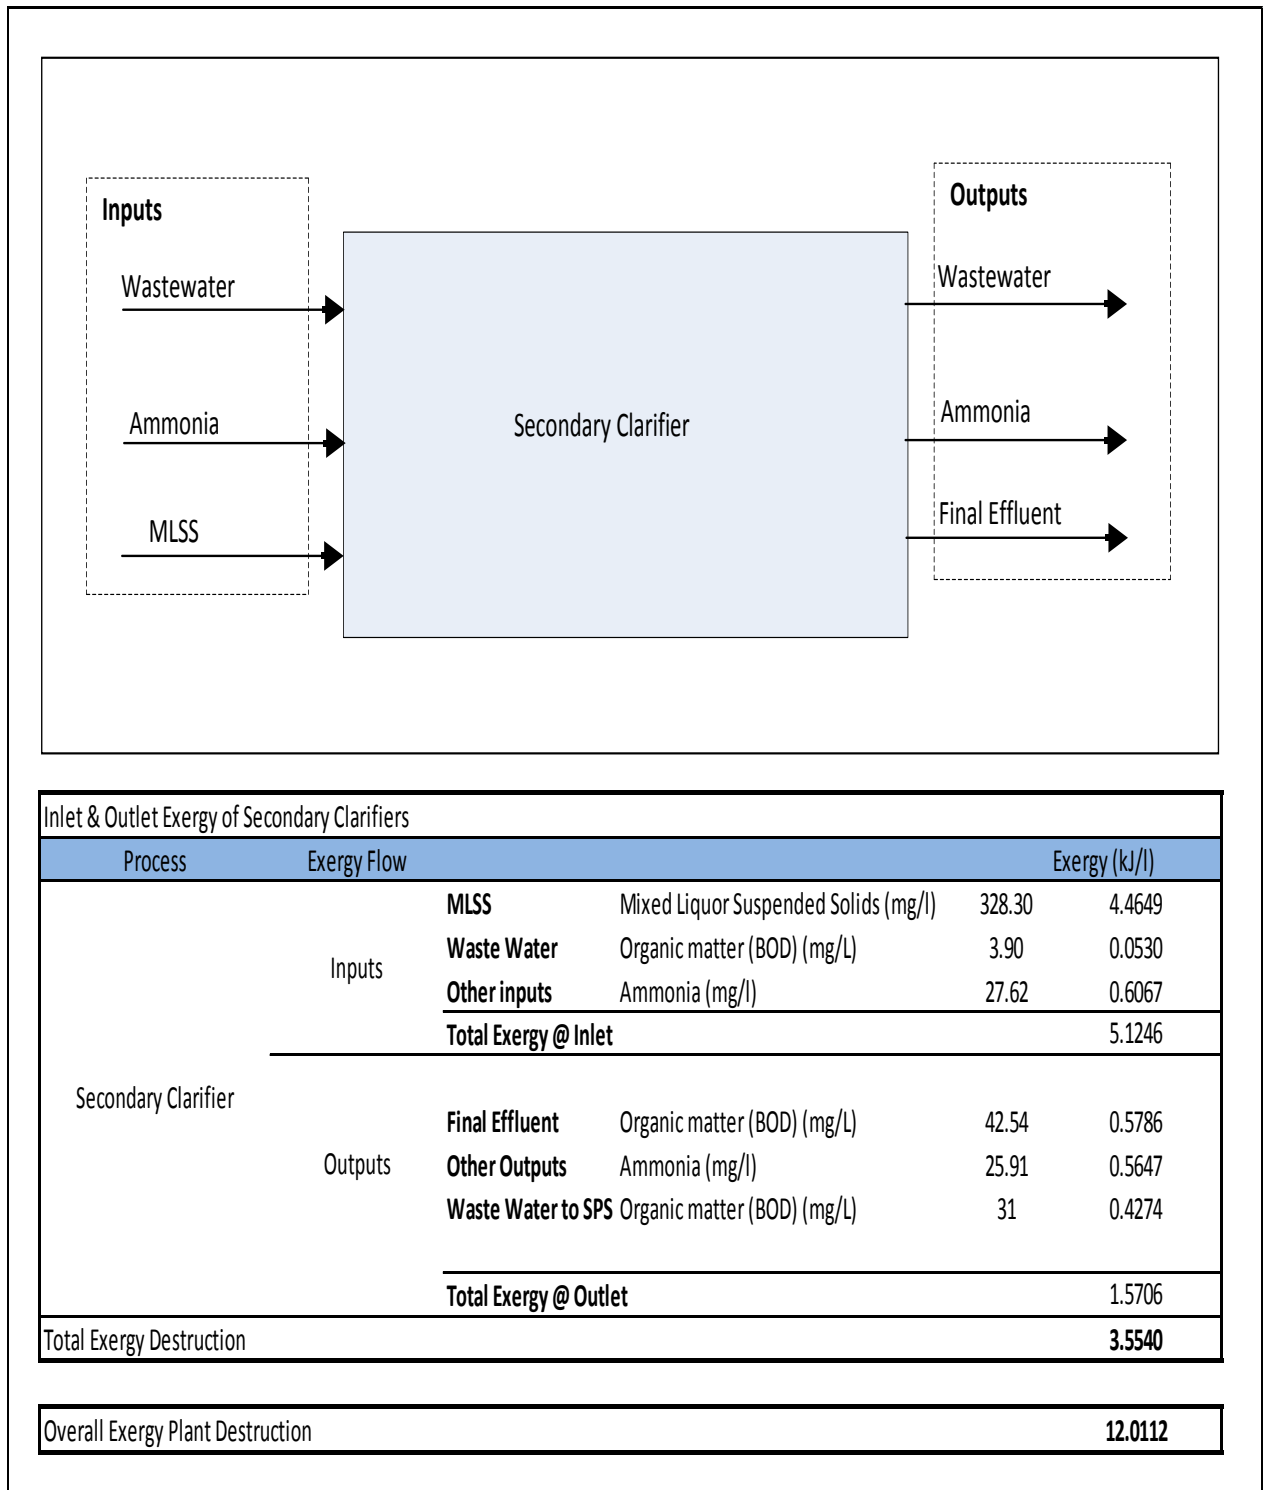 Inputs
Wastewater
Ammonia
MLSS
Secondary Clarifier
Outputs
Wastewater
Ammonia
Final Effluent
Inlet & Outlet Exergy of Secondary Clarifiers
Process Exergy Flow Exergy (kJ/l)
MLSS Mixed Liquor Suspended Solids (mg/l) 328.30 4.4649
Waste Water Organic matter (BOD) (mg/L) 3.90 0.0530
Inputs
Other inputs Ammonia (mg/l) 27.62 0.6067
Total Exergy @ Inlet 5.1246
Secondary Clarifier
Final Effluent Organic matter (BOD) (mg/L) 42.54 0.5786
Outputs Other Outputs Ammonia (mg/l) 25.91 0.5647
Waste Water to SPS Organic matter (BOD) (mg/L) 31 0.4274
Total Exergy @ Outlet 1.5706
Total Exergy Destruction 3.5540
Overall Exergy Plant Destruction 12.0112